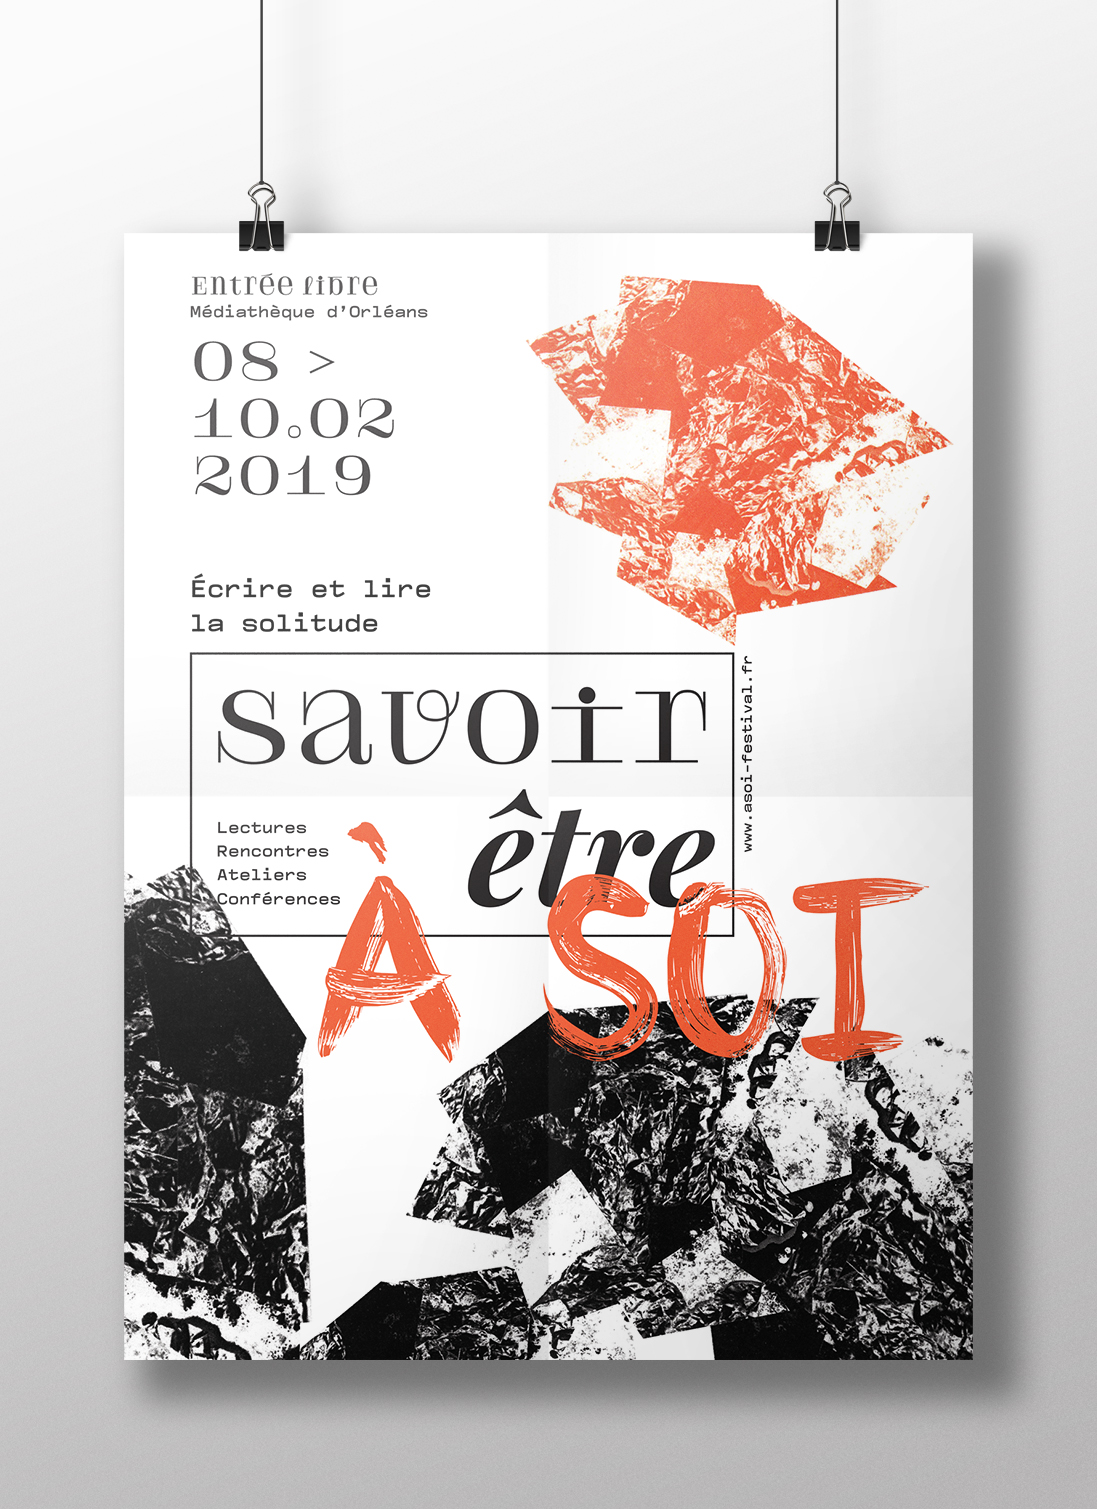 Entrée libre
Médiathèque d'Orléans
08 >
10.02
2019
Écrire et lire
la solitude
savoir
être
Lectures
Rencontres
Ateliers
Conférences
À SOI
www.asoi-festival.fr